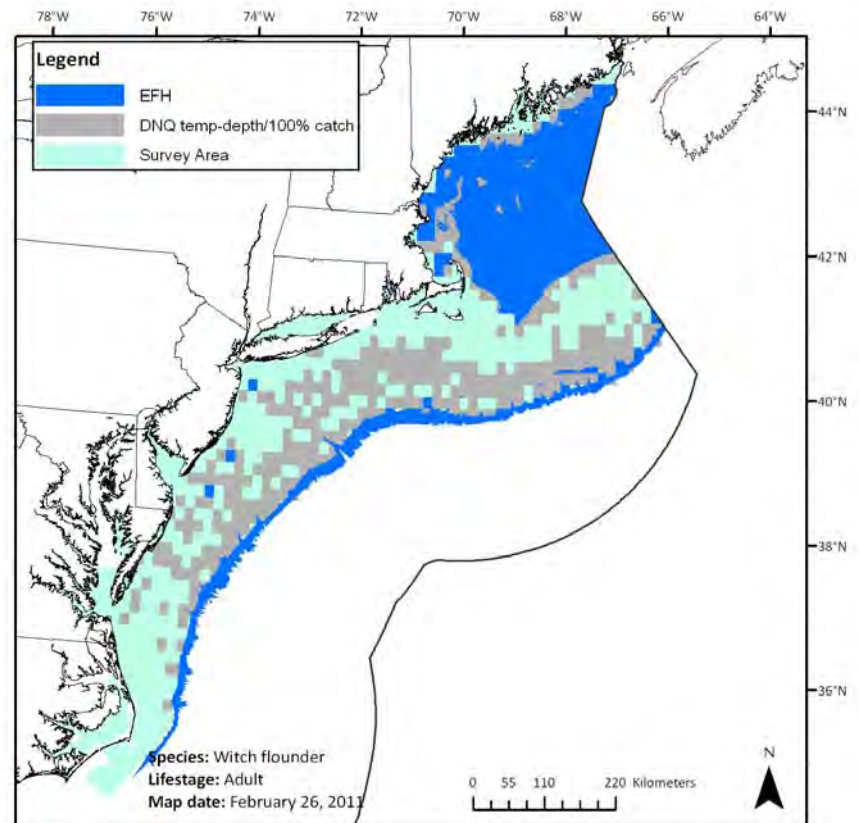 78°W 76°W 74°W 72°W 70°W 68°W 66°W 64°W
Legend
EFH
DNQ temp-depth/100% catch
Survey Area
44°N
42°N
40°N
38°N
36°N
Species: Witch flounder
Lifestage: Adult
Map date: February 26, 2011
0 55 110 220 Kilometers
N